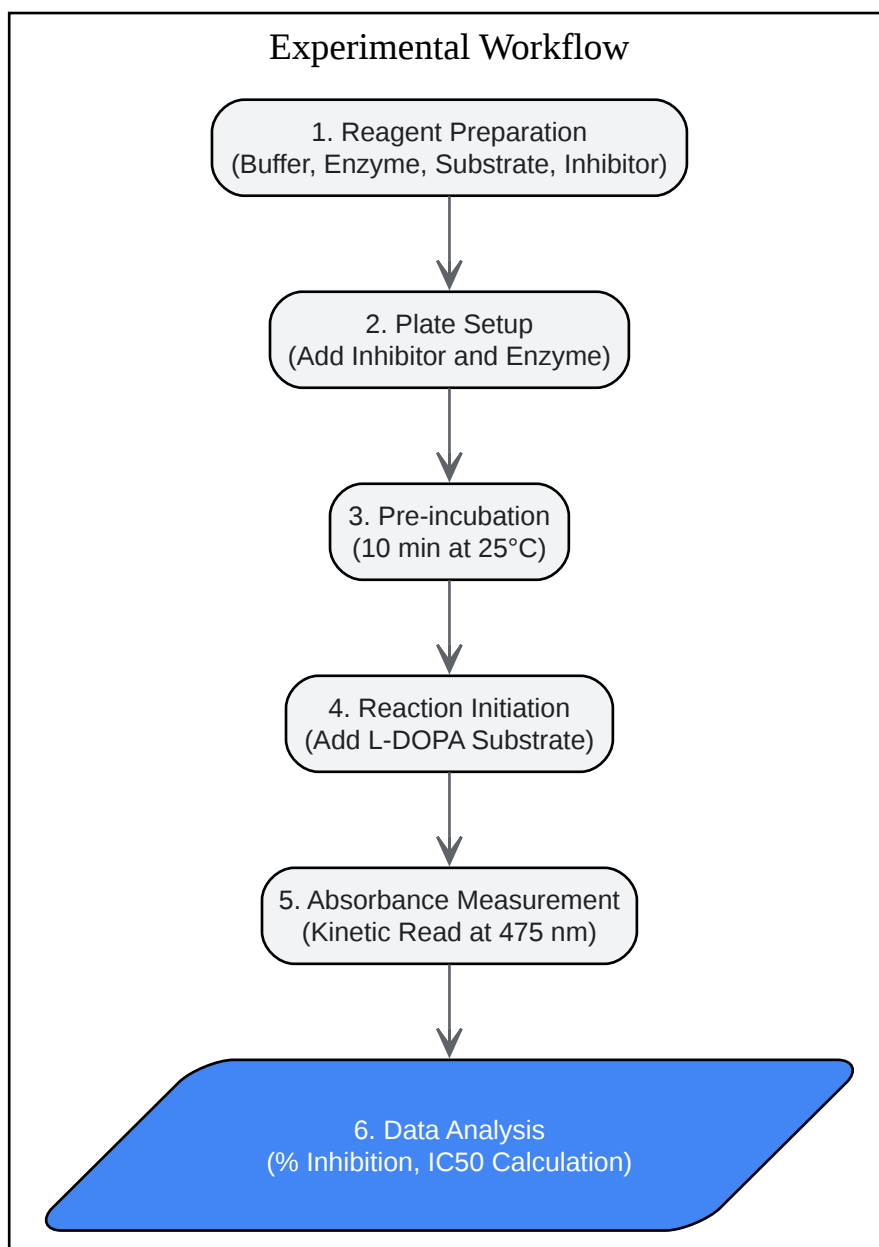 Experimental Workflow
1. Reagent Preparation
(Buffer, Enzyme, Substrate, Inhibitor)
2. Plate Setup
(Add Inhibitor and Enzyme)
3. Pre-incubation
(10 min at 25°C)
4. Reaction Initiation
(Add L-DOPA Substrate)
5. Absorbance Measurement
(Kinetic Read at 475 nm)
6. Data Analysis
(% Inhibition, IC50 Calculation)